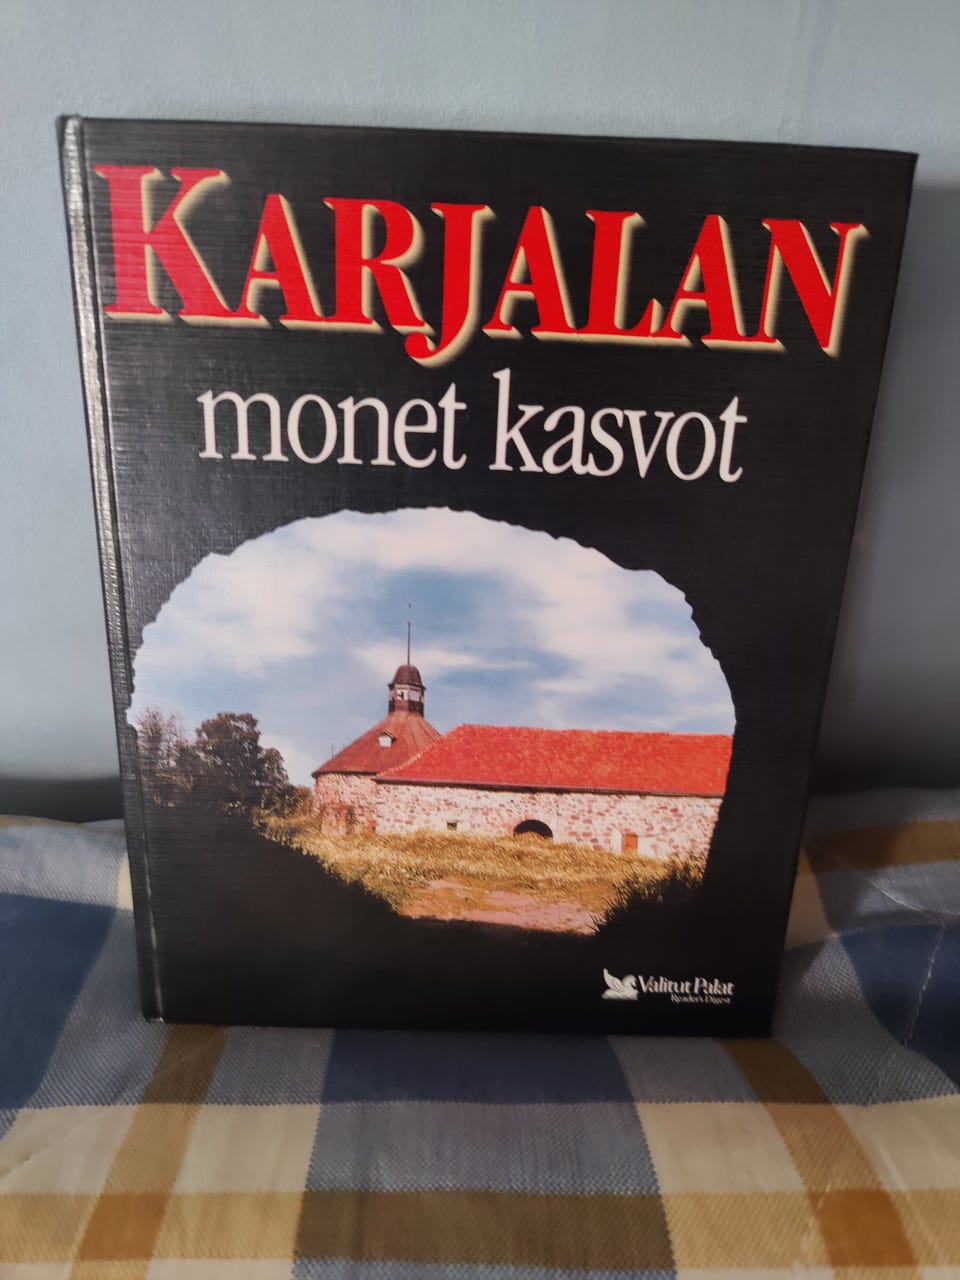 KARJALAN
monet kasvot
Valitut Palat
Reader's Digest